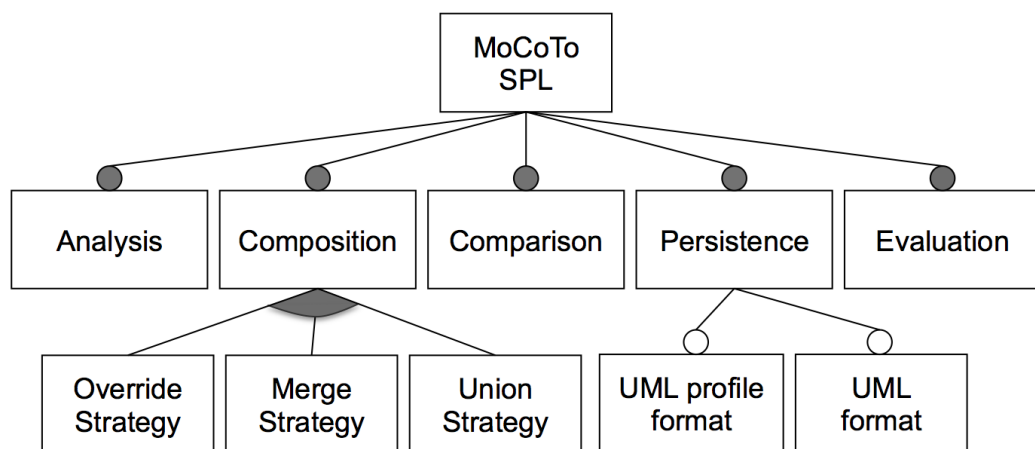 MoCoTo
SPL
Analysis
Composition
Comparison
Persistence
Evaluation
Override
Strategy
Merge
Strategy
Union
Strategy
UML profile
format
UML
format